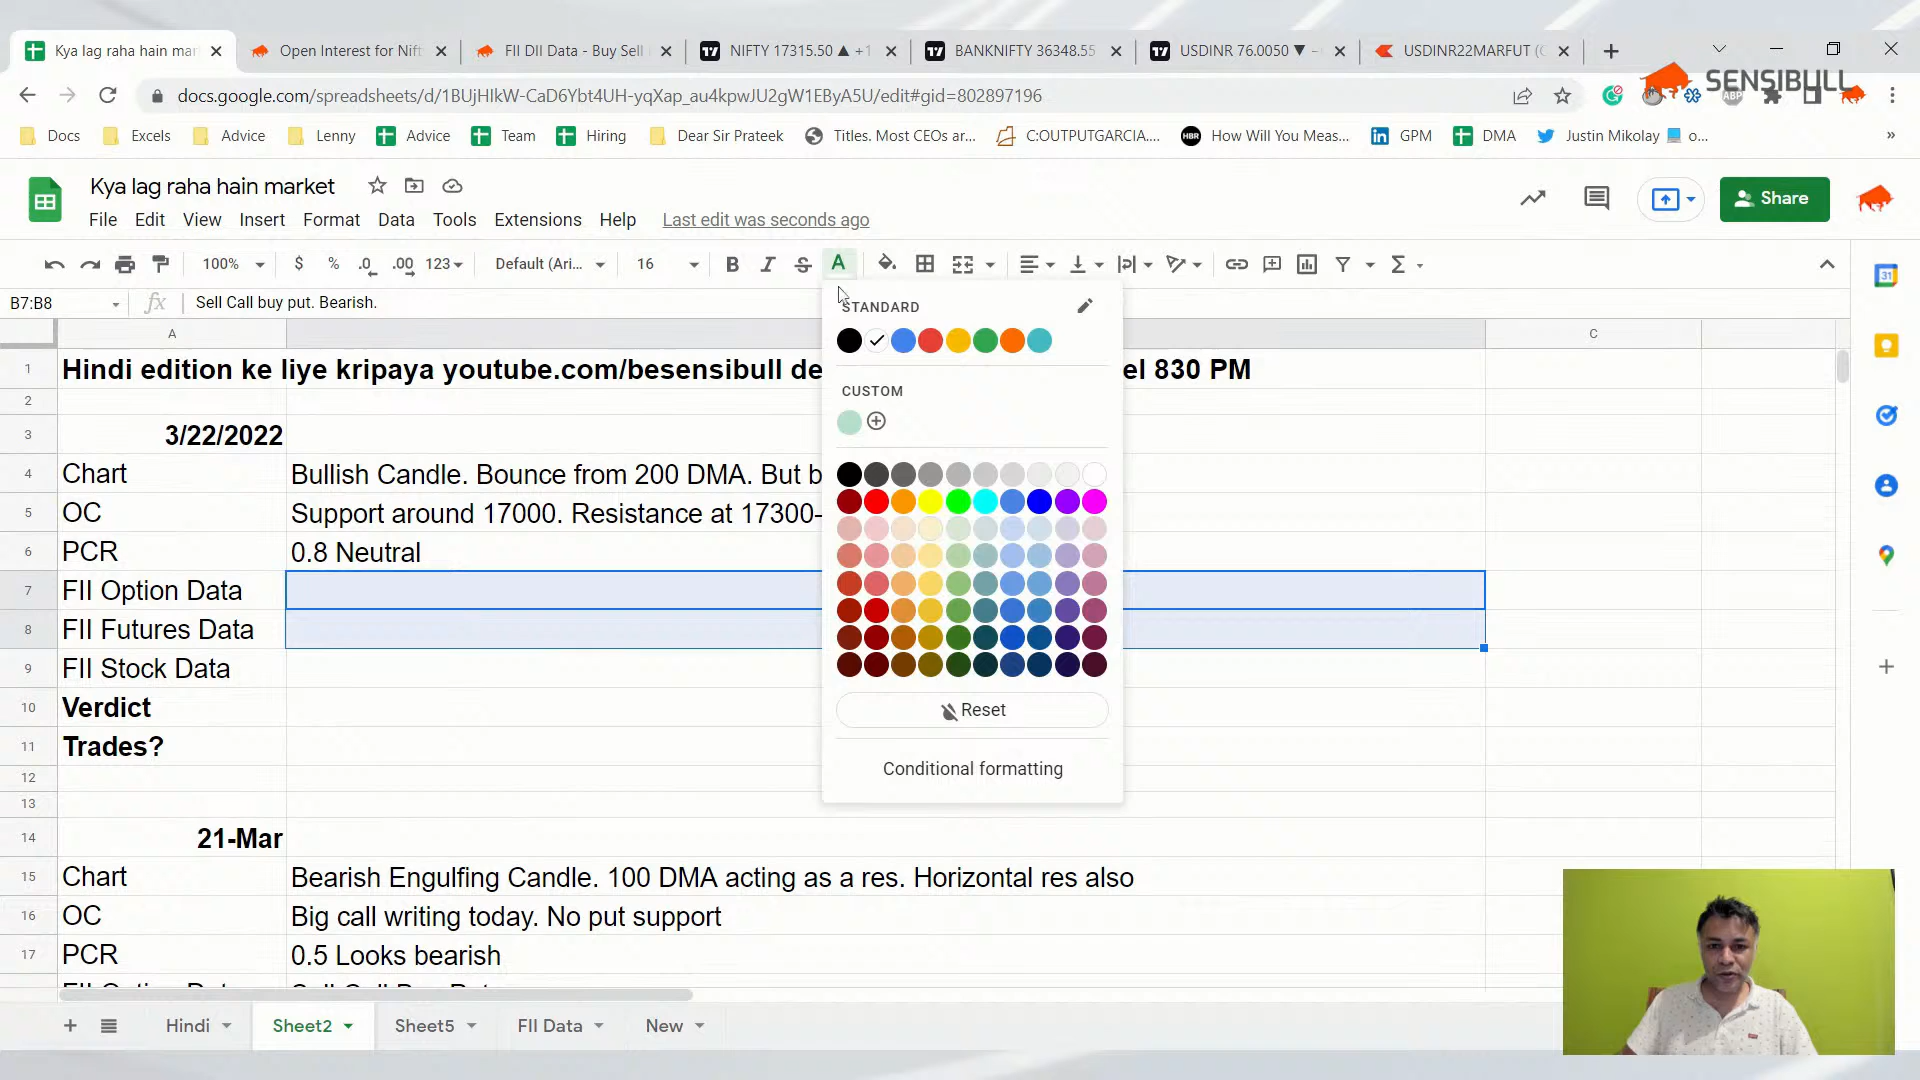 Kya lag raha hain mar
Open Interest for Nift
FII DII Data - Buy Sell
NIFTY 17315.50 ▲ +1
BANKNIFTY 36348.55
USDINR 76.0050 ▼ −
USDINR22MARFUT (
SENSIBULL
docs.google.com/spreadsheets/d/1BUjHIkW-CaD6Ybt4UH-yqXap_au4kpwJU2gW1EByA5U/edit#gid=802897196
Docs
Excels
Advice
Lenny
Advice
Team
Hiring
Dear Sir Prateek
Titles. Most CEOs ar...
C:OUTPUTGARCIA....
HBR
How Will You Meas...
GPM
DMA
Justin Mikolay 💻 o...
»
Kya lag raha hain market
File Edit View Insert Format Data Tools Extensions Help Last edit was seconds ago
Share
100% $ % .0 .00 123 Default (Ari... 16 B I S A Σ
B7:B8 fx Sell Call buy put. Bearish.
STANDARD
CUSTOM
Reset
Conditional formatting
A
C
1 Hindi edition ke liye kripaya youtube.com/besensibull de
el 830 PM
2
3 3/22/2022
4 Chart Bullish Candle. Bounce from 200 DMA. But b
5 OC Support around 17000. Resistance at 17300-
6 PCR 0.8 Neutral
7 FII Option Data
8 FII Futures Data
9 FII Stock Data
10 Verdict
11 Trades?
12
13
14 21-Mar
15 Chart Bearish Engulfing Candle. 100 DMA acting as a res. Horizontal res also
16 OC Big call writing today. No put support
17 PCR 0.5 Looks bearish
Hindi Sheet2 Sheet5 FII Data New
31